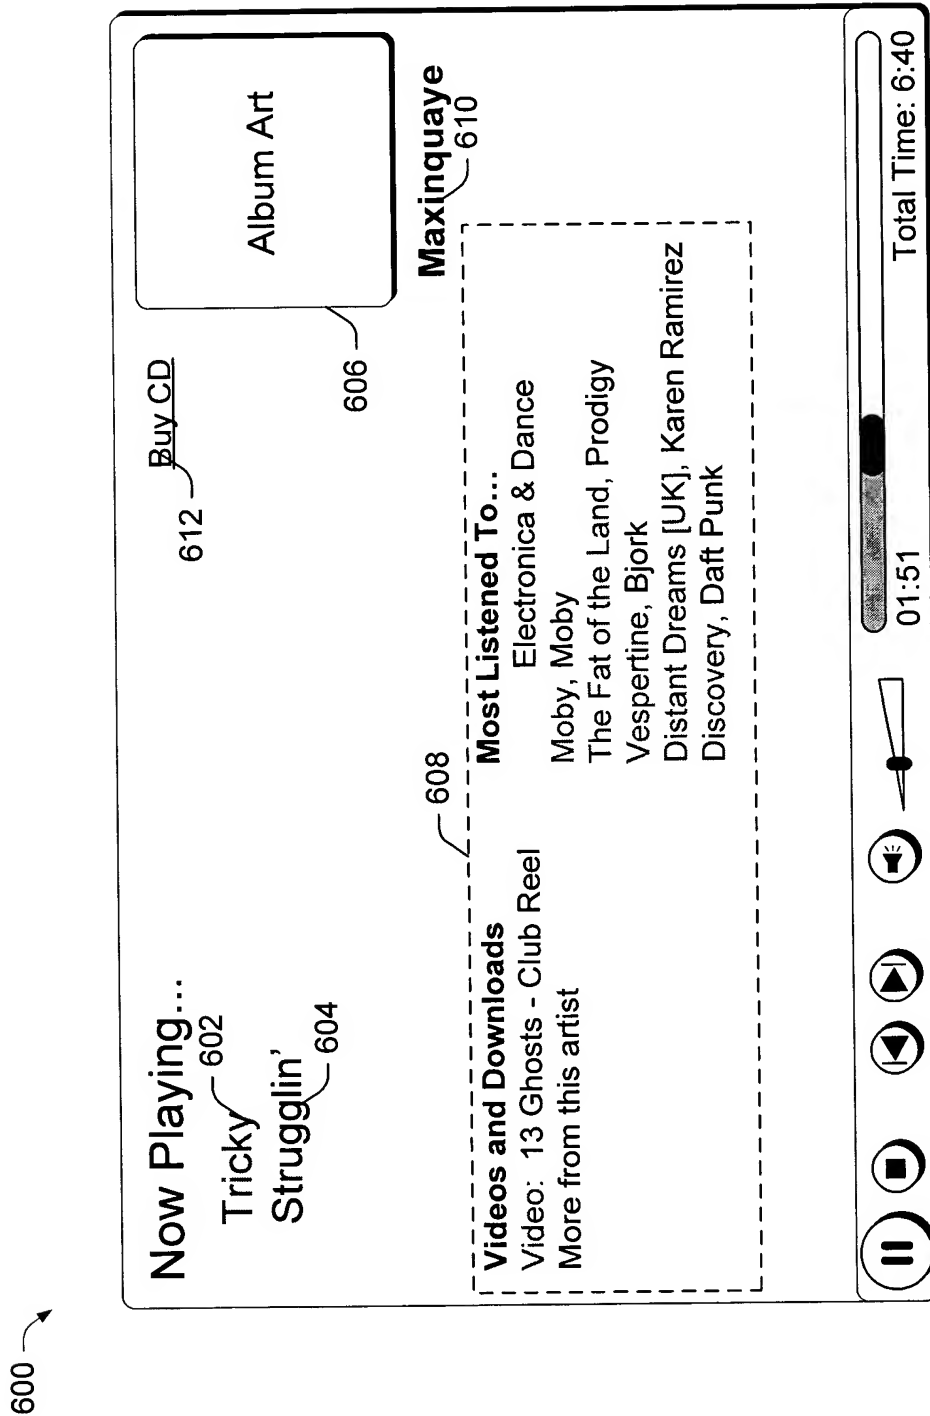 600
Now Playing...
602
Tricky
Strugglin’
604
Buy CD
612
Album Art
606
Maxinquaye
610
608
Videos and Downloads
Video: 13 Ghosts - Club Reel
More from this artist
Most Listened To...
Electronica & Dance
Moby, Moby
The Fat of the Land, Prodigy
Vespertine, Bjork
Distant Dreams [UK], Karen Ramirez
Discovery, Daft Punk
01:51
Total Time: 6:40